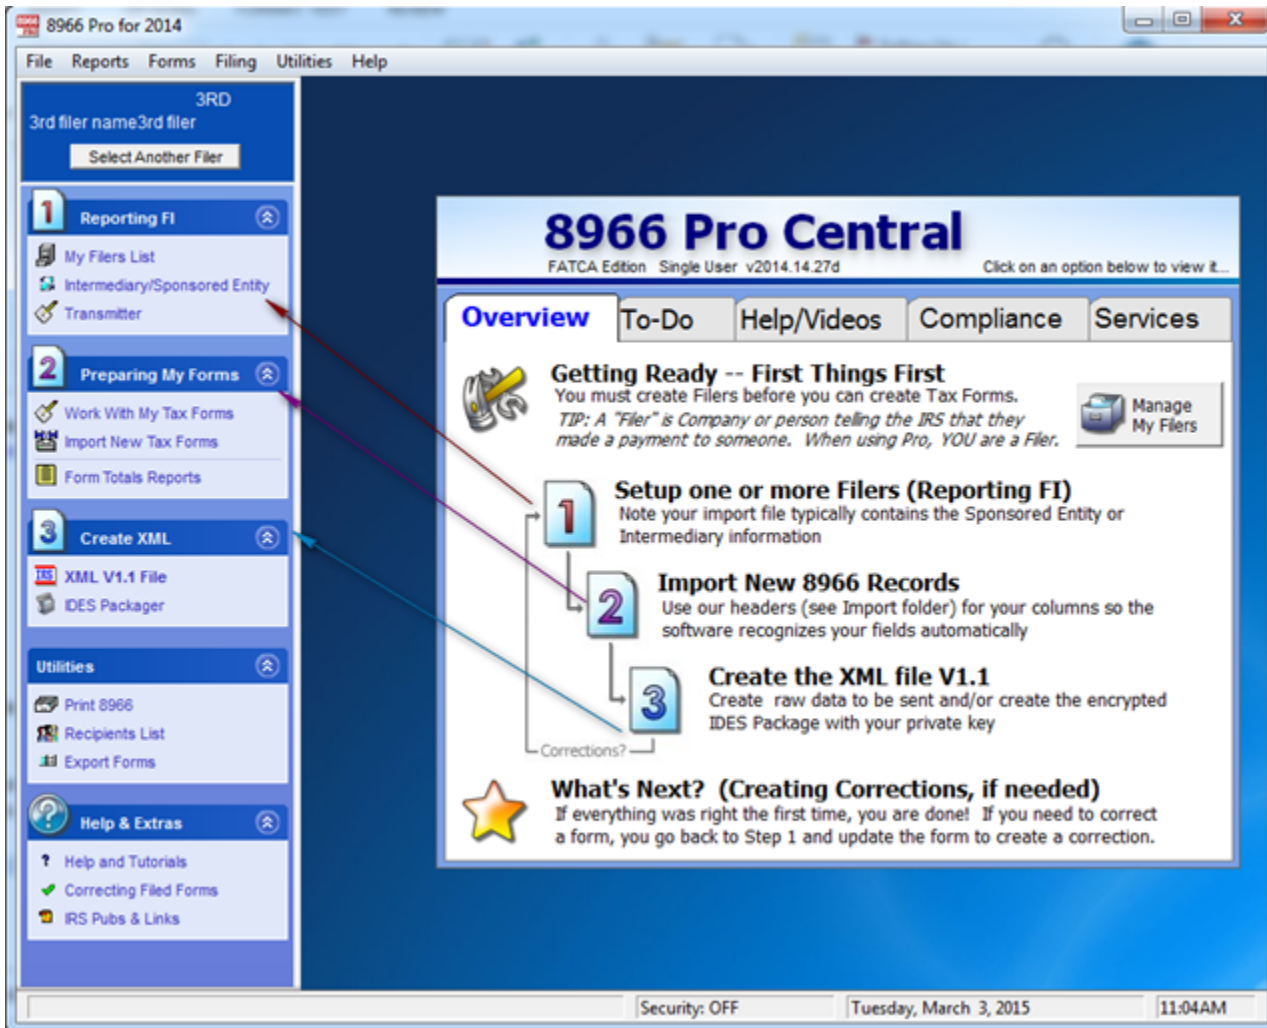 8966 Pro for 2014
File Reports Forms Filing Utilities Help
3RD
3rd filer name3rd filer
Select Another Filer
1 Reporting FI
My Filers List
Intermediary/Sponsored Entity
Transmitter
2 Preparing My Forms
Work With My Tax Forms
Import New Tax Forms
Form Totals Reports
3 Create XML
IRS XML V1.1 File
IDES Packager
Utilities
Print 8966
Recipients List
Export Forms
? Help & Extras
? Help and Tutorials
Correcting Filed Forms
IRS Pubs & Links
8966 Pro Central
FATCA Edition Single User v2014.14.27d
Click on an option below to view it...
Overview To-Do Help/Videos Compliance Services
Getting Ready -- First Things First
You must create Filers before you can create Tax Forms.
TIP: A "Filer" is Company or person telling the IRS that they
made a payment to someone. When using Pro, YOU are a Filer.
Manage
My Filers
1 Setup one or more Filers (Reporting FI)
Note your import file typically contains the Sponsored Entity or
Intermediary information
2 Import New 8966 Records
Use our headers (see Import folder) for your columns so the
software recognizes your fields automatically
3 Create the XML file V1.1
Create raw data to be sent and/or create the encrypted
IDES Package with your private key
Corrections?
What's Next? (Creating Corrections, if needed)
If everything was right the first time, you are done! If you need to correct
a form, you go back to Step 1 and update the form to create a correction.
Security: OFF Tuesday, March 3, 2015 11:04AM